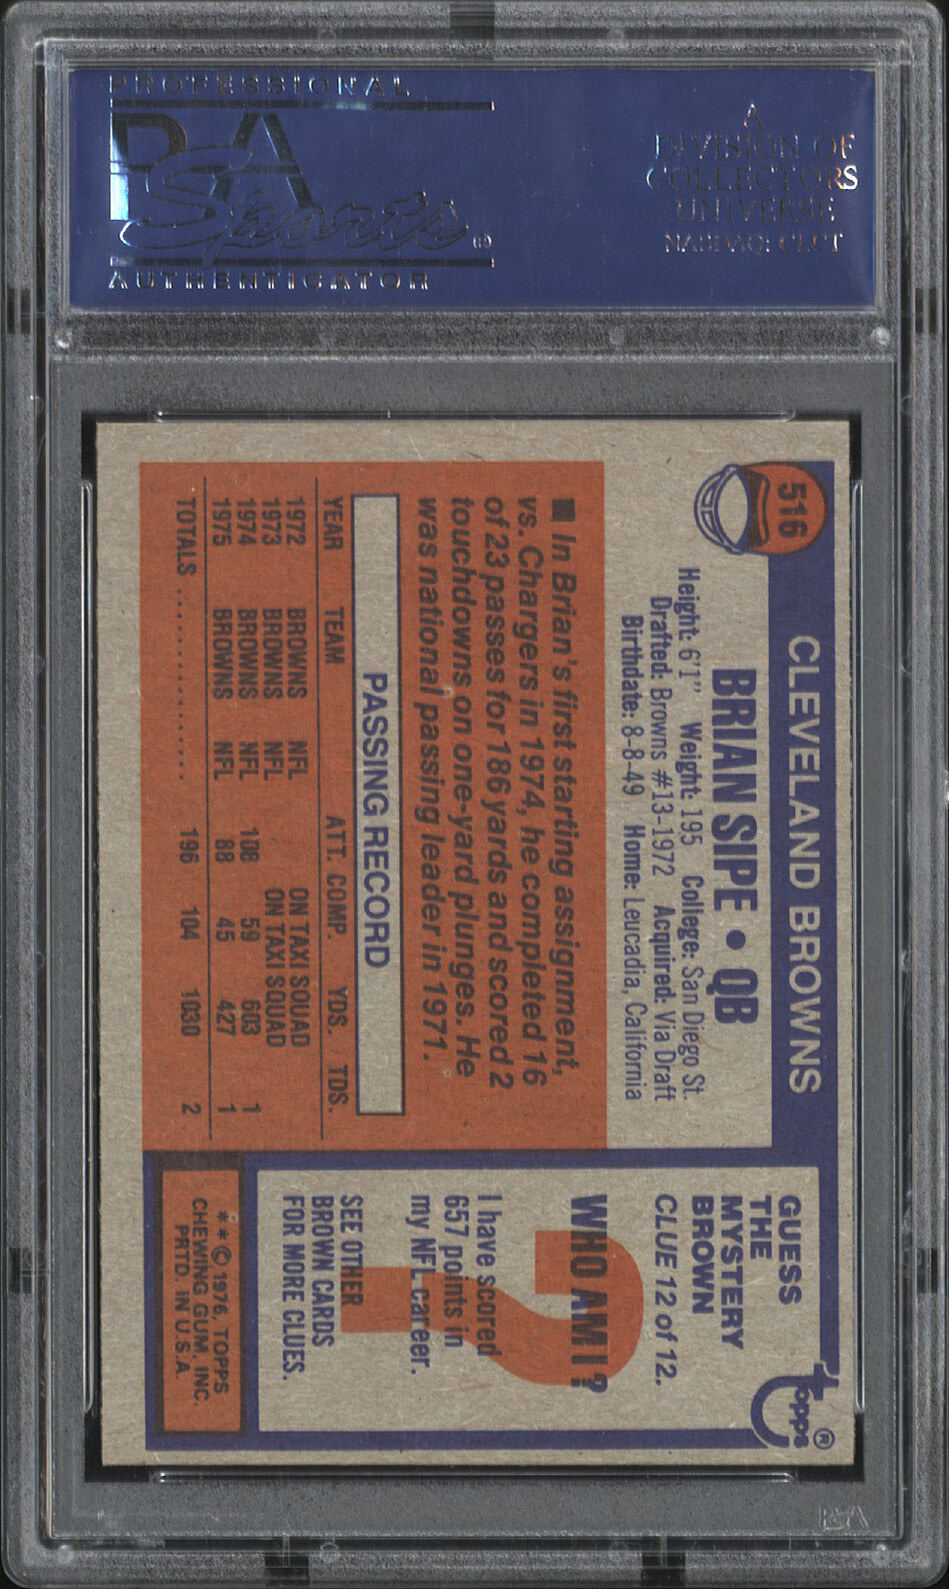 PROFESSIONAL
PSA
Sports®
AUTHENTICATOR
A
DIVISION OF
COLLECTORS
UNIVERSE
NASDAQ: CLCT
516
CLEVELAND BROWNS
BRIAN SIPE • QB
Height: 6'1" Weight: 195 College: San Diego St.
Drafted: Browns #13-1972 Acquired: Via Draft
Birthdate: 8-8-49 Home: Leucadia, California
■ In Brian's first starting assignment,
vs. Chargers in 1974, he completed 16
of 23 passes for 186 yards and scored 2
touchdowns on one-yard plunges. He
was national passing leader in 1971.
PASSING RECORD
YEAR TEAM ATT. COMP. YDS. TDS.
1972 BROWNS NFL ON TAXI SQUAD
1973 BROWNS NFL ON TAXI SQUAD
1974 BROWNS NFL 108 59 603 1
1975 BROWNS NFL 88 45 427 1
TOTALS .................. 196 104 1030 2
topps®
GUESS
THE
MYSTERY
BROWN
CLUE 12 of 12.
WHO AM I?
?
I have scored
657 points in
my NFL career.
SEE OTHER
BROWN CARDS
FOR MORE CLUES.
**© 1976, TOPPS
CHEWING GUM, INC.
PRTD. IN U.S.A.
PSA